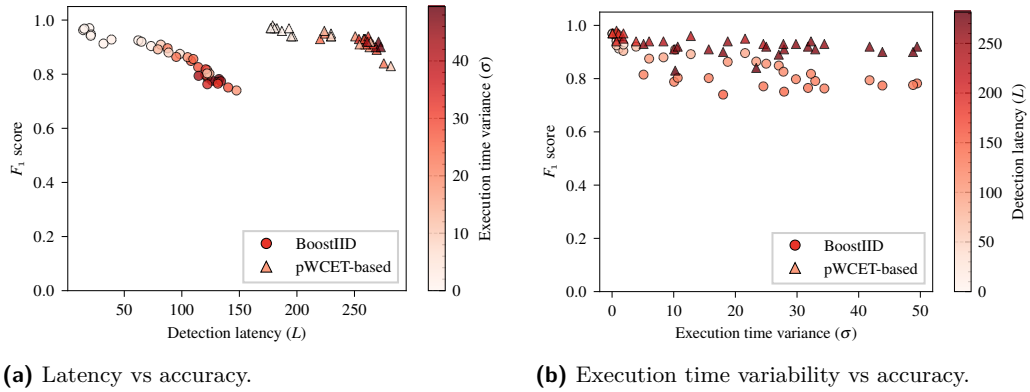 1.0
0.8
0.6
0.4
0.2
0.0
F₁ score
50
100
150
200
250
Detection latency (L)
BoostIID
pWCET-based
40
30
20
10
0
Execution time variance (σ)
1.0
0.8
0.6
0.4
0.2
0.0
F₁ score
0
10
20
30
40
50
Execution time variance (σ)
BoostIID
pWCET-based
250
200
150
100
50
0
Detection latency (L)
(a) Latency vs accuracy.
(b) Execution time variability vs accuracy.